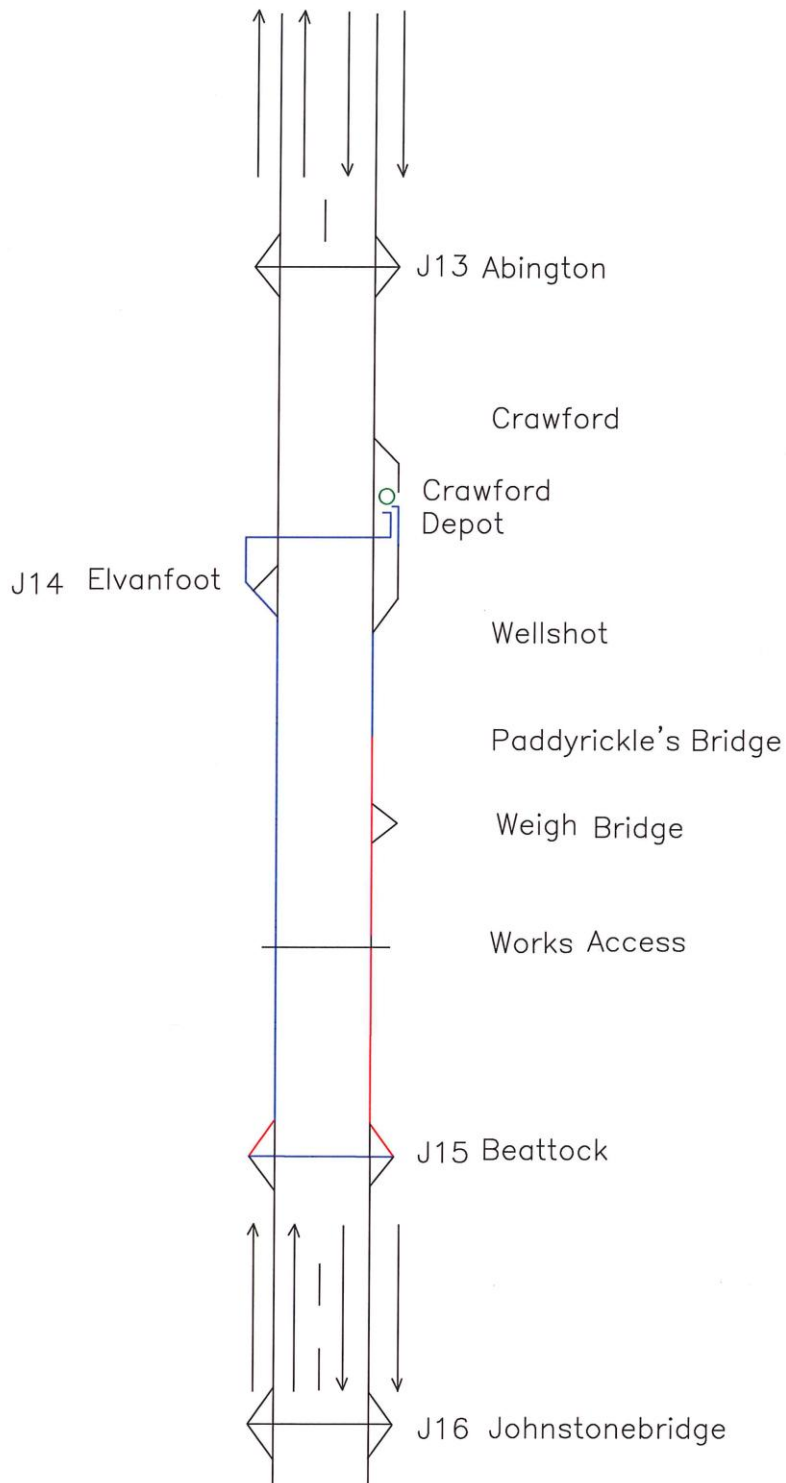 J13 Abington
Crawford
Crawford
Depot
J14 Elvanfoot
Wellshot
Paddyrickle's Bridge
Weigh Bridge
Works Access
J15 Beattock
J16 Johnstonebridge